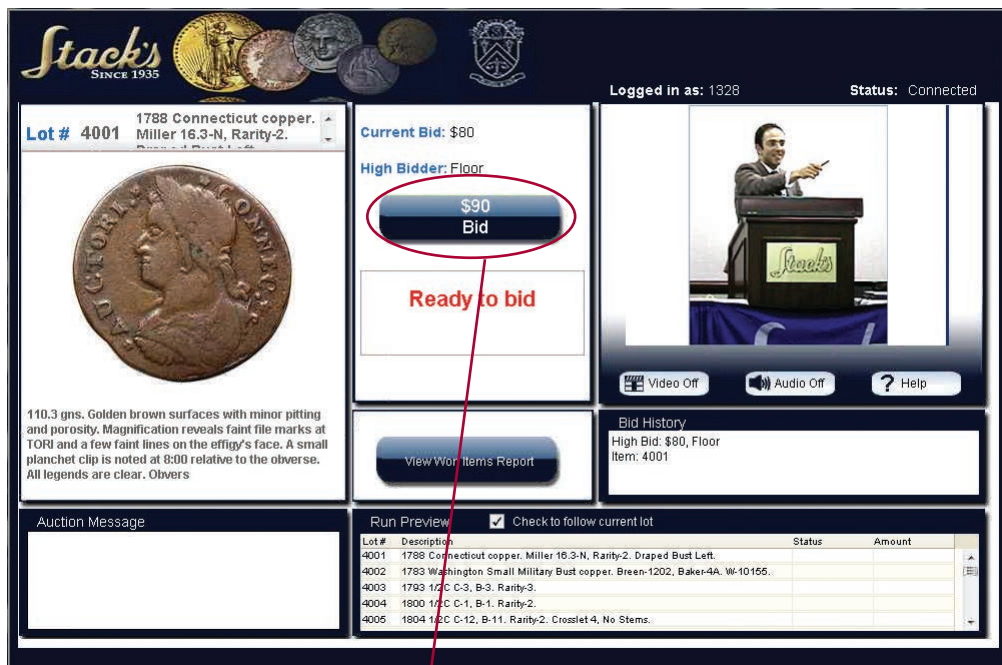 Stack's
SINCE 1935
Logged in as: 1328 Status: Connected
Lot # 4001
1788 Connecticut copper.
Miller 16.3-N, Rarity-2.
Draped Bust Left
AUCTORI. CONNEC.
110.3 gns. Golden brown surfaces with minor pitting
and porosity. Magnification reveals faint file marks at
TORI and a few faint lines on the effigy's face. A small
planchet clip is noted at 8:00 relative to the obverse.
All legends are clear. Obvers
Current Bid: $80
High Bidder: Floor
$90
Bid
Ready to bid
View Won Items Report
Stack's
Video Off
Audio Off
? Help
Bid History
High Bid: $80, Floor
Item: 4001
Auction Message
Run Preview Check to follow current lot
Lot # Description Status Amount
4001 1788 Connecticut copper. Miller 16.3-N, Rarity-2. Draped Bust Left.
4002 1783 Washington Small Military Bust copper. Breen-1202, Baker-4A. W-10155.
4003 1793 1/2C C-3, B-3. Rarity-3.
4004 1800 1/2C C-1, B-1. Rarity-2.
4005 1804 1/2C C-12, B-11. Rarity-2. Crosslet 4, No Stems.